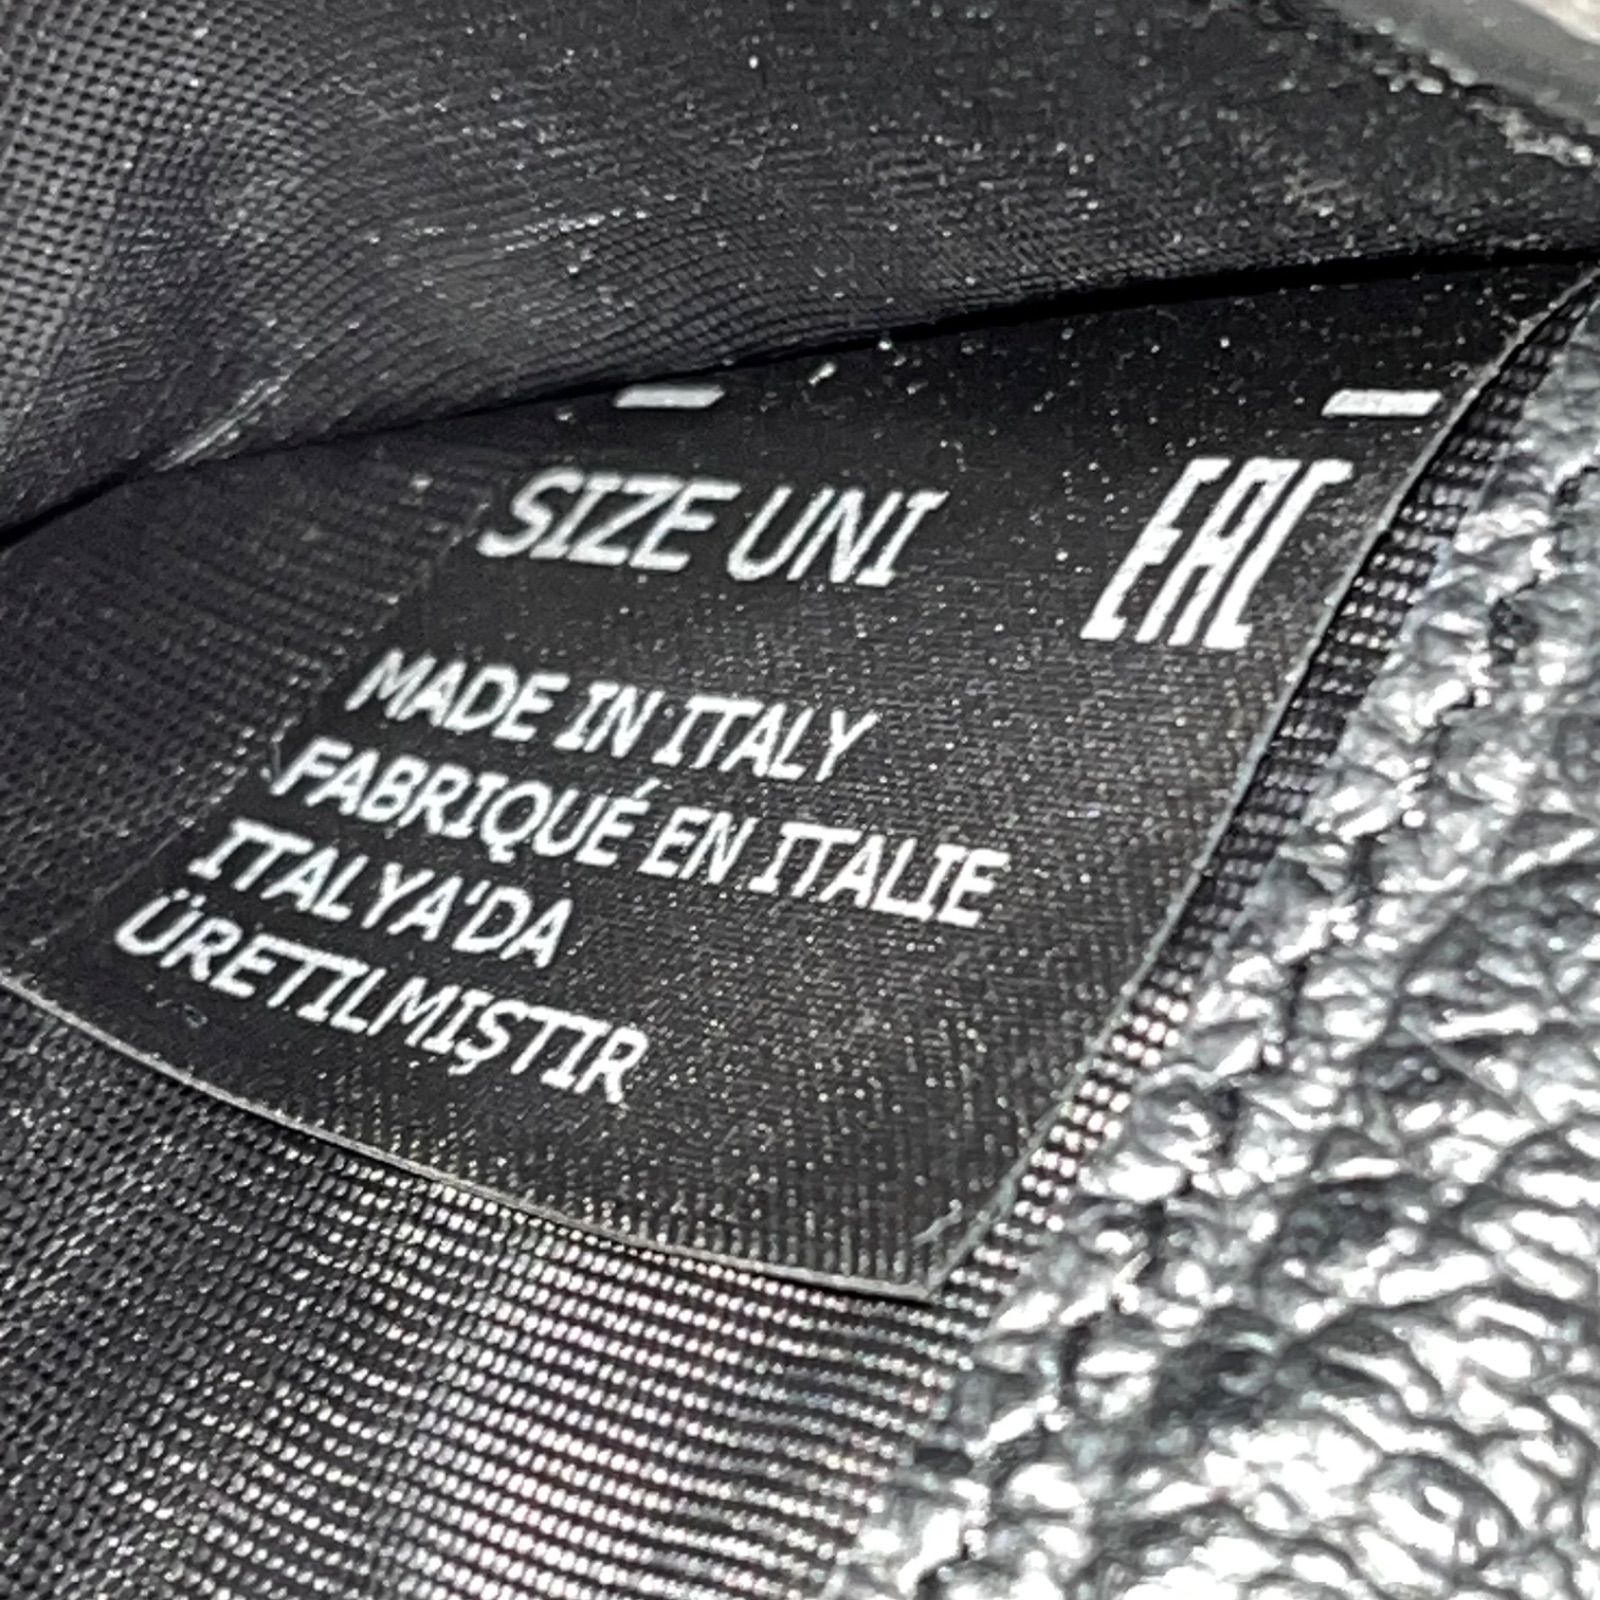 SIZE UNI
EAC
MADE IN ITALY
FABRIQUÉ EN ITALIE
ITALYA'DA
ÜRETILMIŞTIR